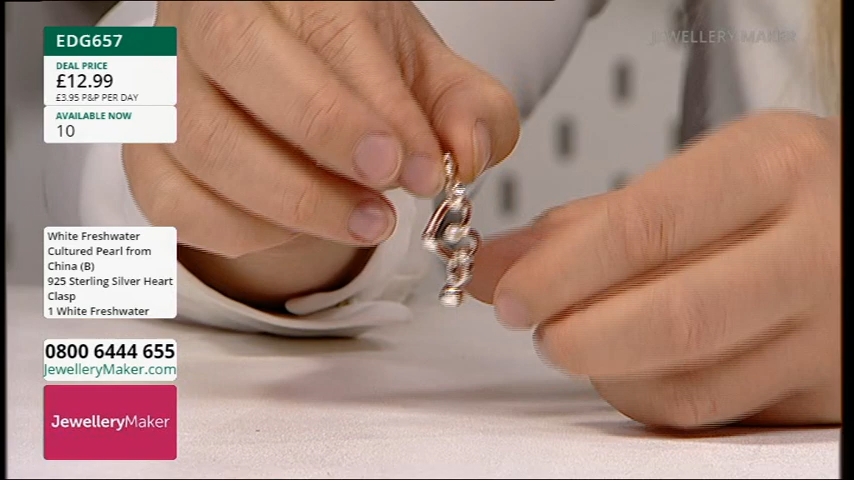 EDG657
DEAL PRICE
£12.99
£3.95 P&P PER DAY
AVAILABLE NOW
10
White Freshwater
Cultured Pearl from
China (B)
925 Sterling Silver Heart
Clasp
1 White Freshwater
0800 6444 655
JewelleryMaker.com
JewelleryMaker
JEWELLERY MAKER